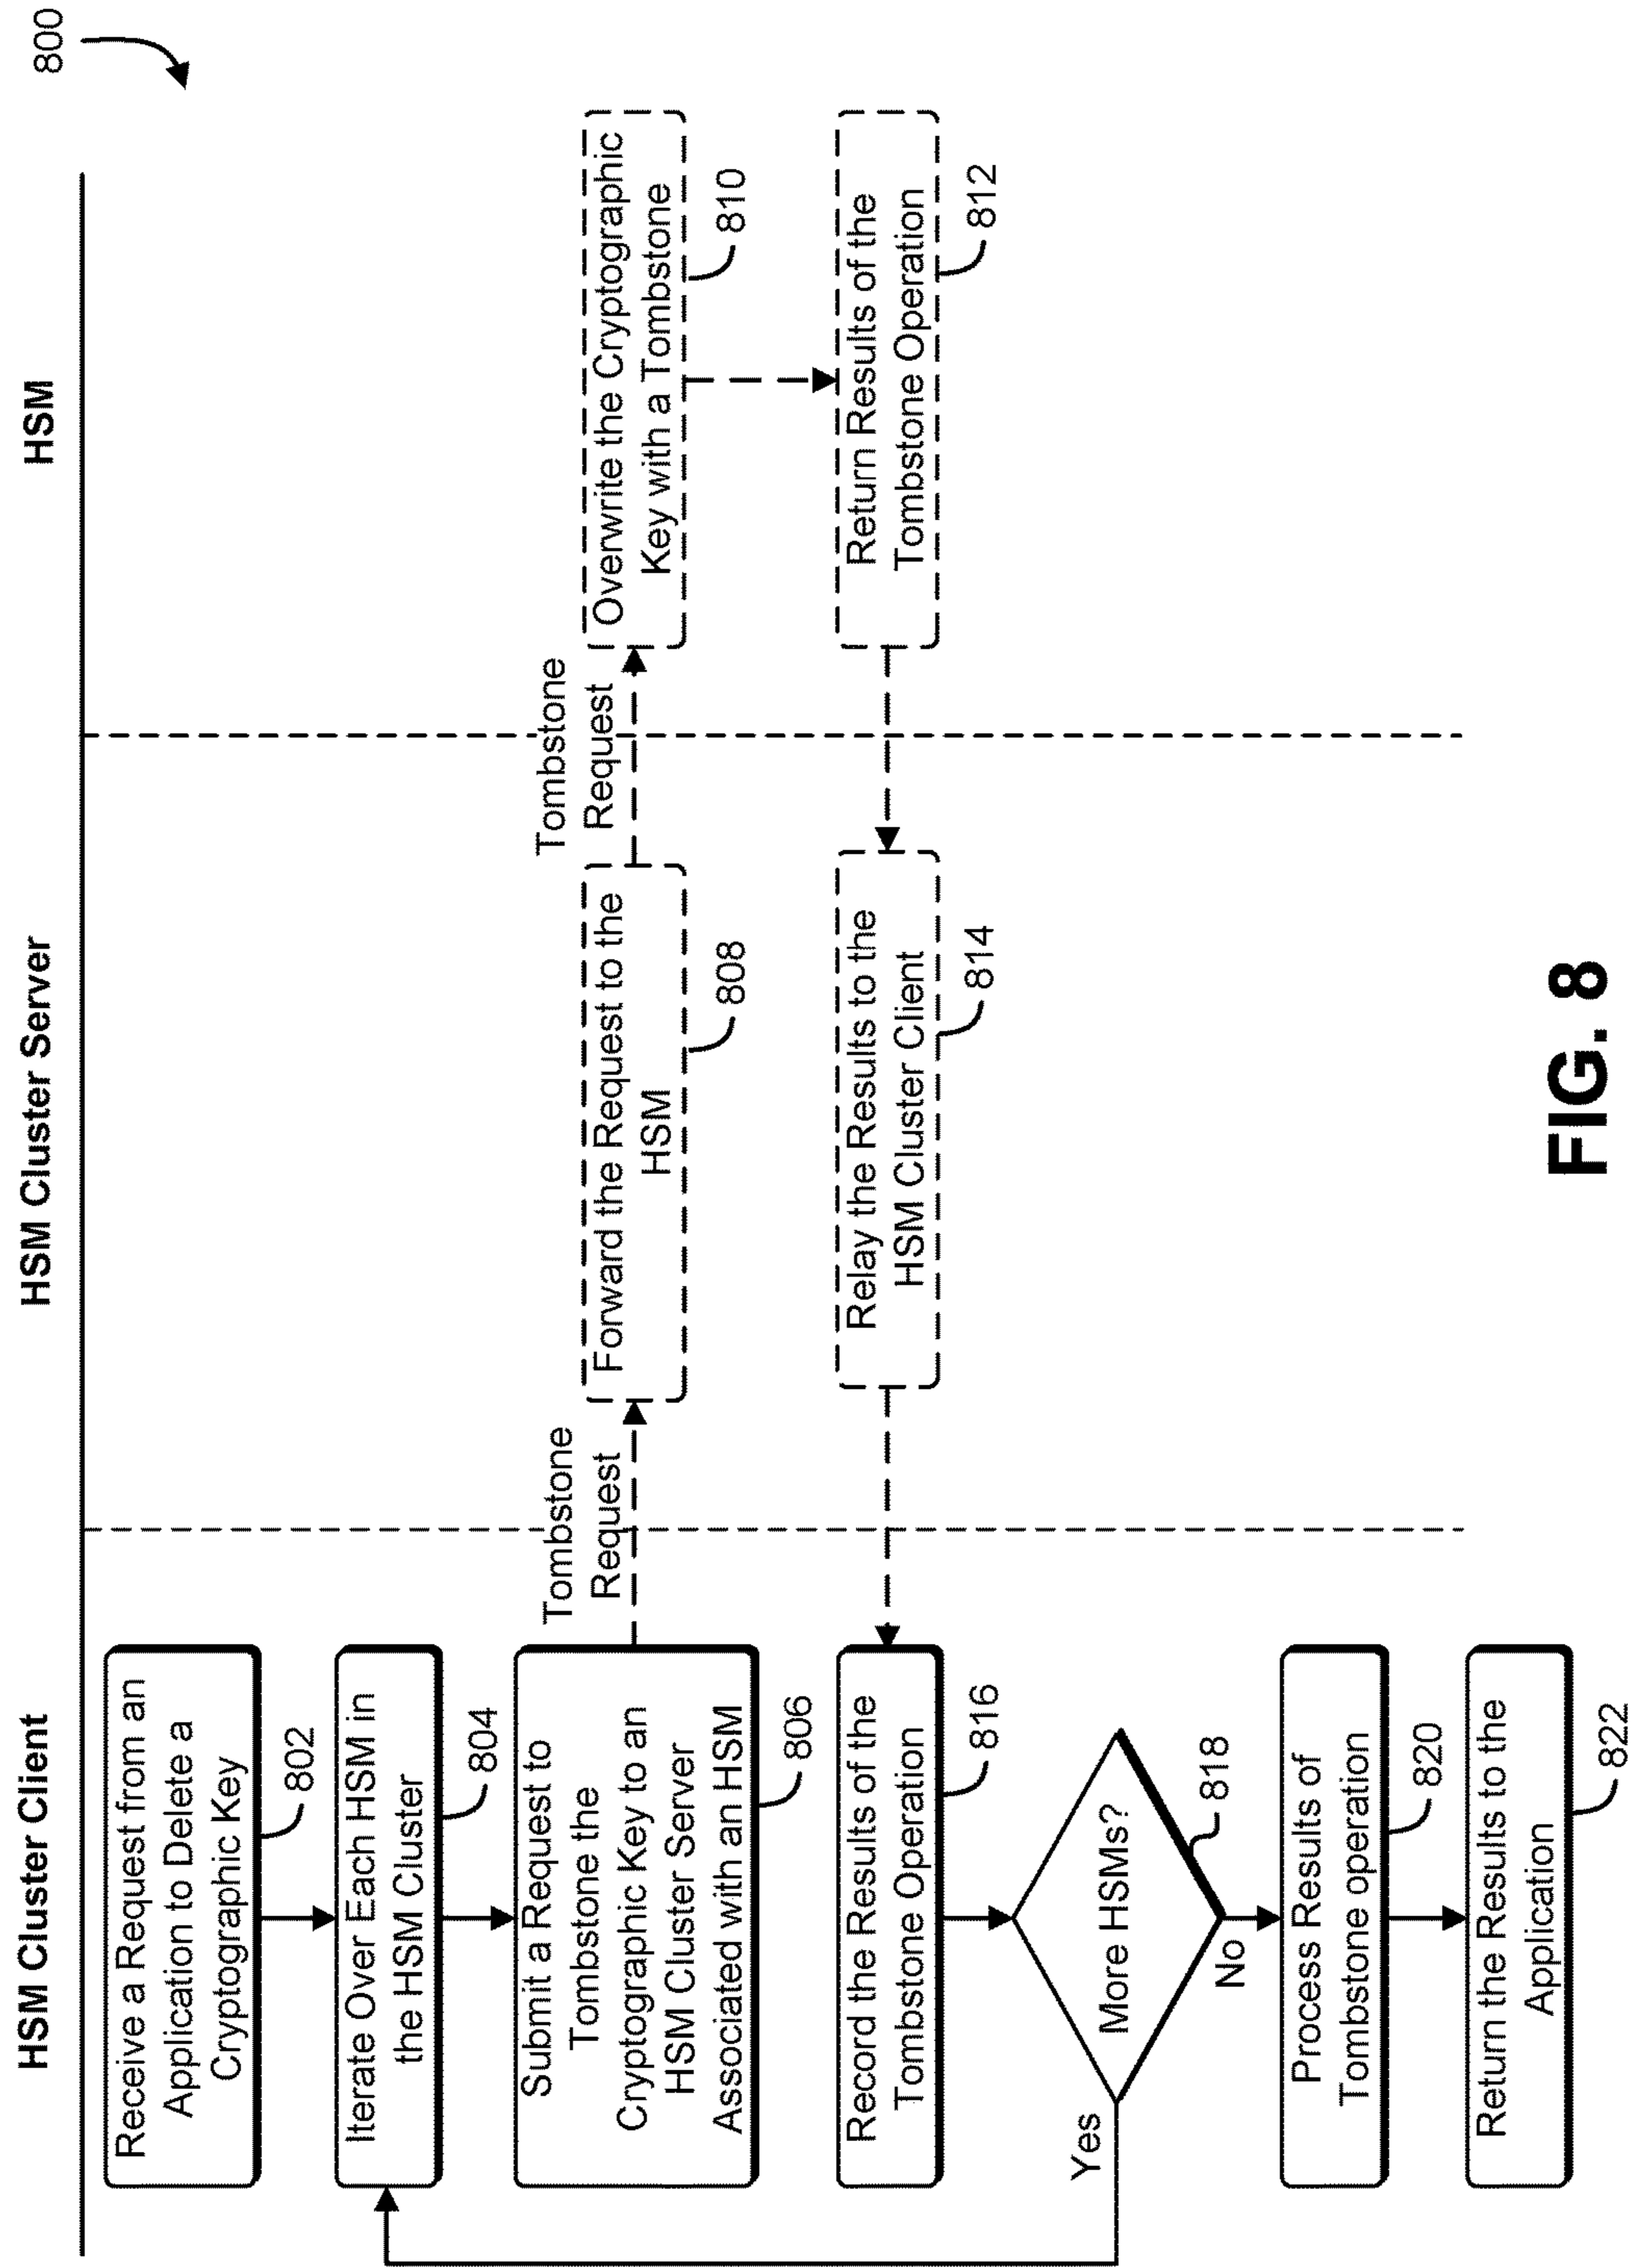 800
HSM Cluster Client
HSM Cluster Server
HSM
Receive a Request from an
Application to Delete a
Cryptographic Key
802
Iterate Over Each HSM in
the HSM Cluster
804
Submit a Request to
Tombstone the
Cryptographic Key to an
HSM Cluster Server
Associated with an HSM
806
Tombstone
Request
Forward the Request to the
HSM
808
Tombstone
Request
Overwrite the Cryptographic
Key with a Tombstone
810
Return Results of the
Tombstone Operation
812
Relay the Results to the
HSM Cluster Client
814
Record the Results of the
Tombstone Operation
816
More HSMs?
818
Yes
No
Process Results of
Tombstone operation
820
Return the Results to the
Application
822
FIG. 8